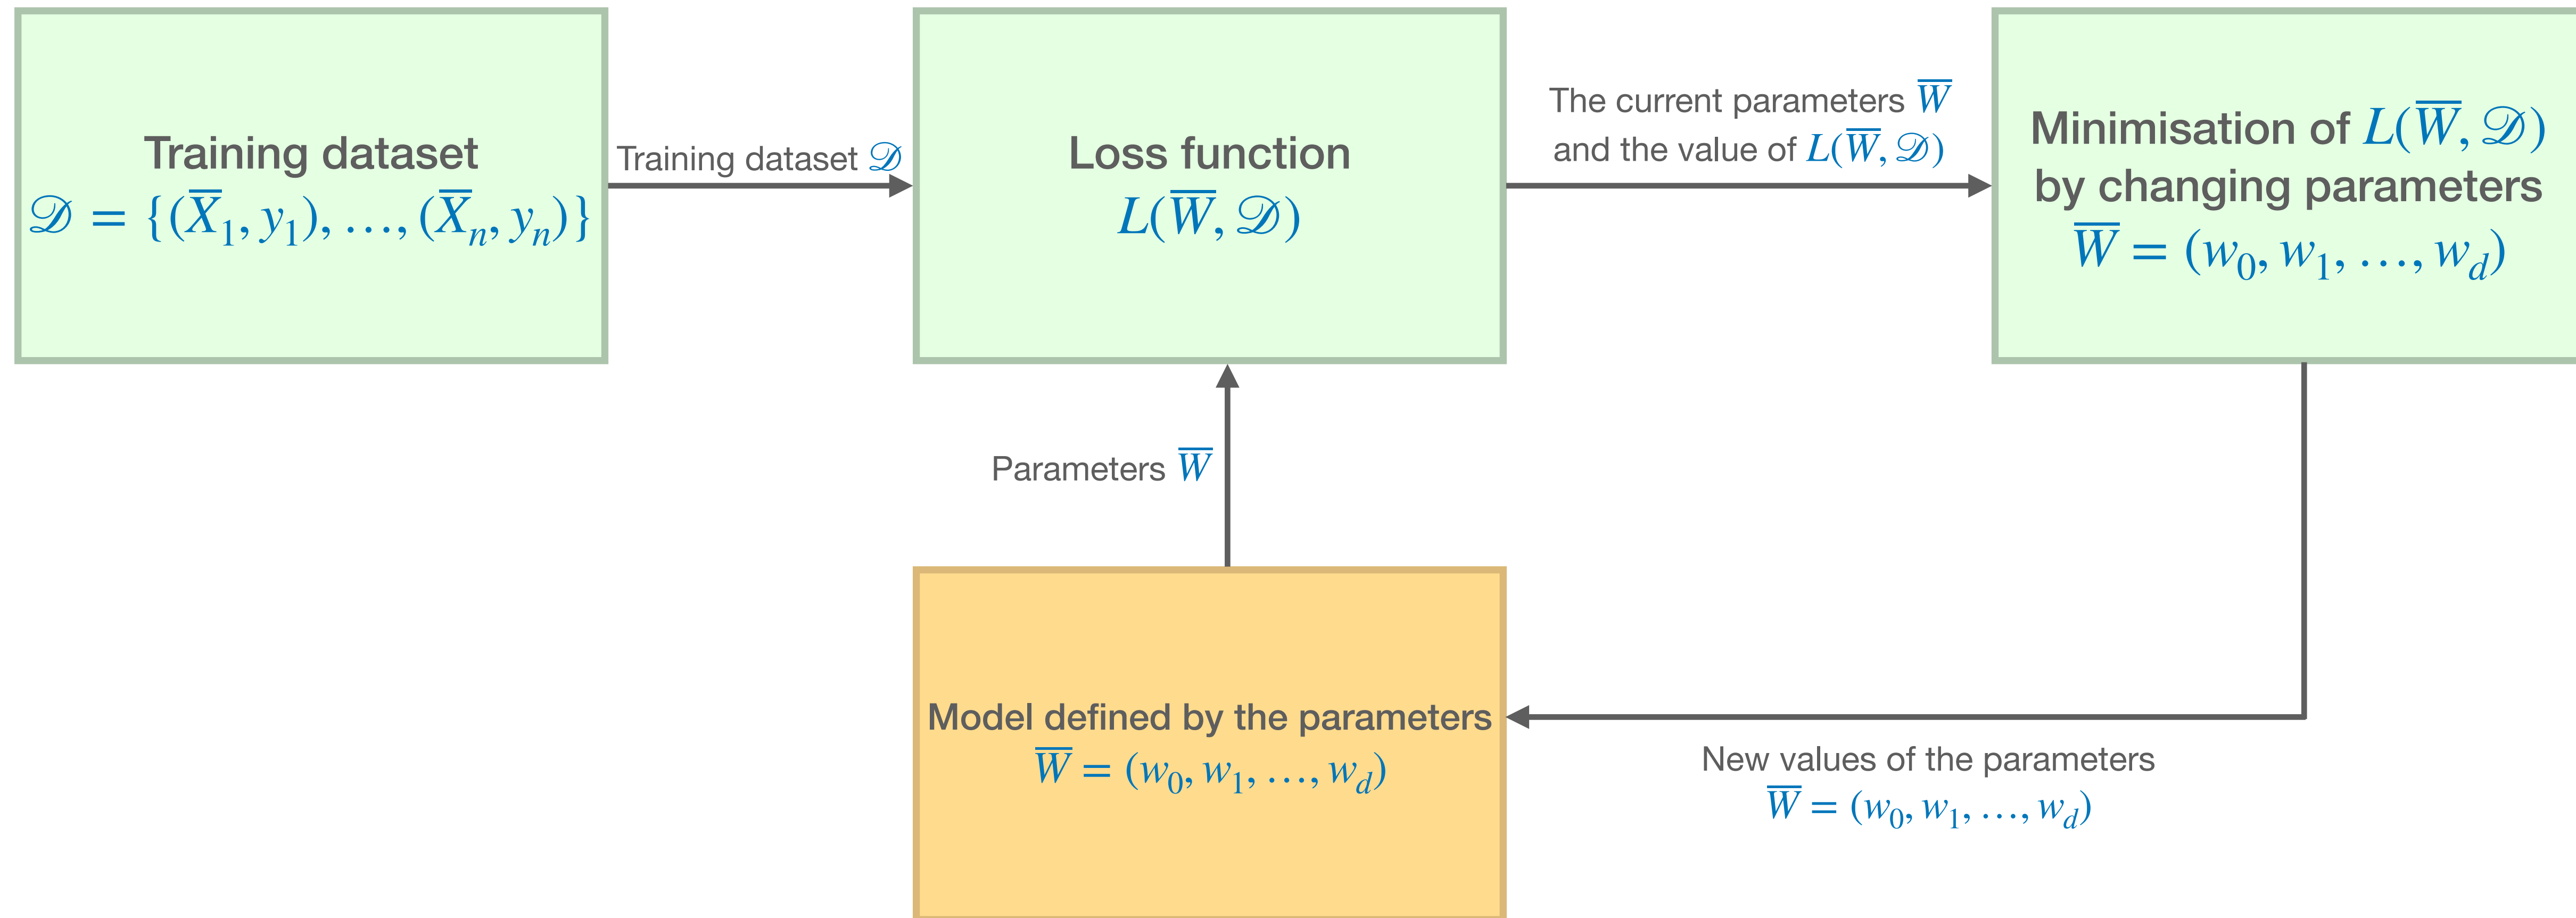 Training dataset
𝒟 = {(X̅₁, y₁), …, (X̅ₙ, yₙ)}
Training dataset 𝒟
Loss function
L(W̅, 𝒟)
The current parameters W̅
and the value of L(W̅, 𝒟)
Minimisation of L(W̅, 𝒟)
by changing parameters
W̅ = (w₀, w₁, …, w_d)
Parameters W̅
Model defined by the parameters
W̅ = (w₀, w₁, …, w_d)
New values of the parameters
W̅ = (w₀, w₁, …, w_d)